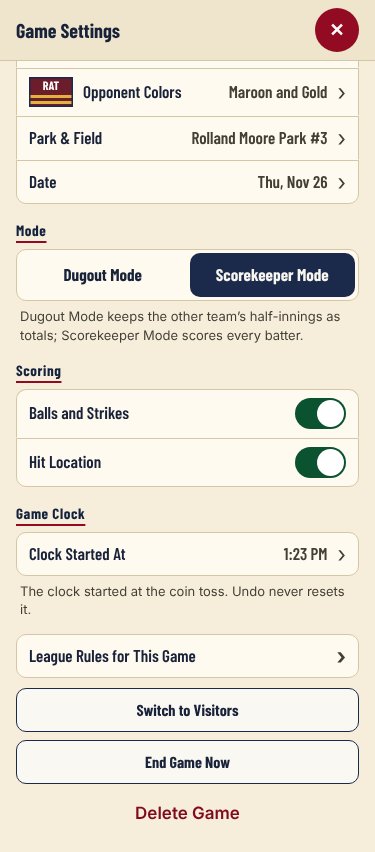 Game Settings
RAT
Opponent Colors
Maroon and Gold
Park & Field
Rolland Moore Park #3
Date
Thu, Nov 26
Mode
Dugout Mode
Scorekeeper Mode
Dugout Mode keeps the other team’s half-innings as
totals; Scorekeeper Mode scores every batter.
Scoring
Balls and Strikes
Hit Location
Game Clock
Clock Started At
1:23 PM
The clock started at the coin toss. Undo never resets
it.
League Rules for This Game
Switch to Visitors
End Game Now
Delete Game